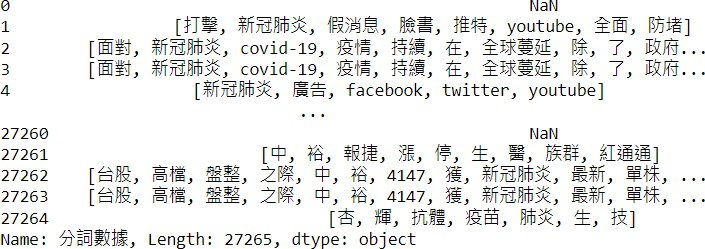 0 NaN
1 [打擊, 新冠肺炎, 假消息, 臉書, 推特, youtube, 全面, 防堵]
2 [面對, 新冠肺炎, covid-19, 疫情, 持續, 在, 全球蔓延, 除, 了, 政府...
3 [面對, 新冠肺炎, covid-19, 疫情, 持續, 在, 全球蔓延, 除, 了, 政府...
4 [新冠肺炎, 廣告, facebook, twitter, youtube]
...
27260 NaN
27261 [中, 裕, 報捷, 漲, 停, 生, 醫, 族群, 紅通通]
27262 [台股, 高檔, 盤整, 之際, 中, 裕, 4147, 獲, 新冠肺炎, 最新, 單株, ...
27263 [台股, 高檔, 盤整, 之際, 中, 裕, 4147, 獲, 新冠肺炎, 最新, 單株, ...
27264 [杏, 輝, 抗體, 疫苗, 肺炎, 生, 技]
Name: 分詞數據, Length: 27265, dtype: object